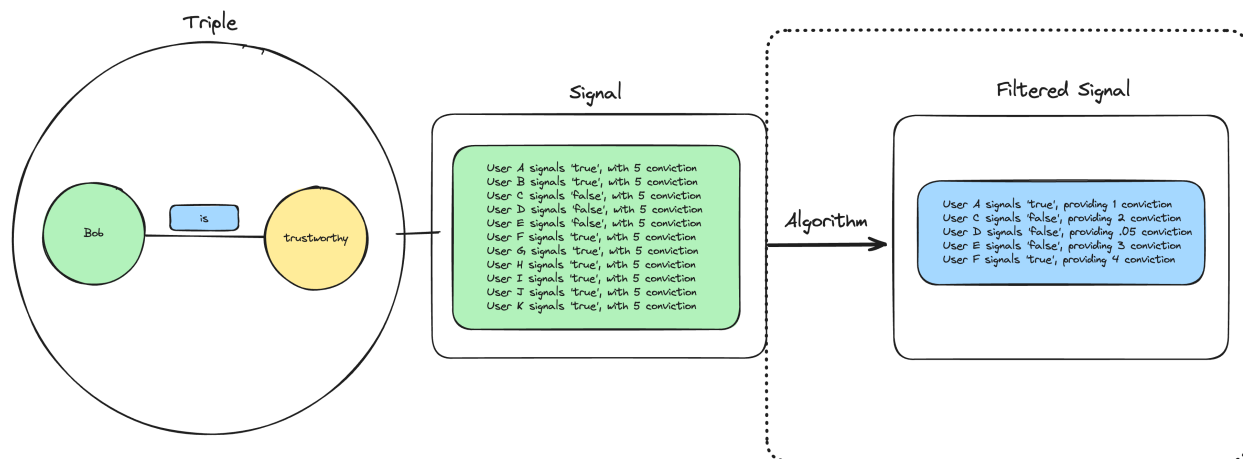 Triple
Bob
is
trustworthy
Signal
User A signals 'true', with 5 conviction
User B signals 'true', with 5 conviction
User C signals 'false', with 5 conviction
User D signals 'false', with 5 conviction
User E signals 'false', with 5 conviction
User F signals 'true', with 5 conviction
User G signals 'true', with 5 conviction
User H signals 'true', with 5 conviction
User I signals 'true', with 5 conviction
User J signals 'true', with 5 conviction
User K signals 'true', with 5 conviction
Algorithm
Filtered Signal
User A signals 'true', providing 1 conviction
User C signals 'false', providing 2 conviction
User D signals 'false', providing .05 conviction
User E signals 'false', providing 3 conviction
User F signals 'true', providing 4 conviction